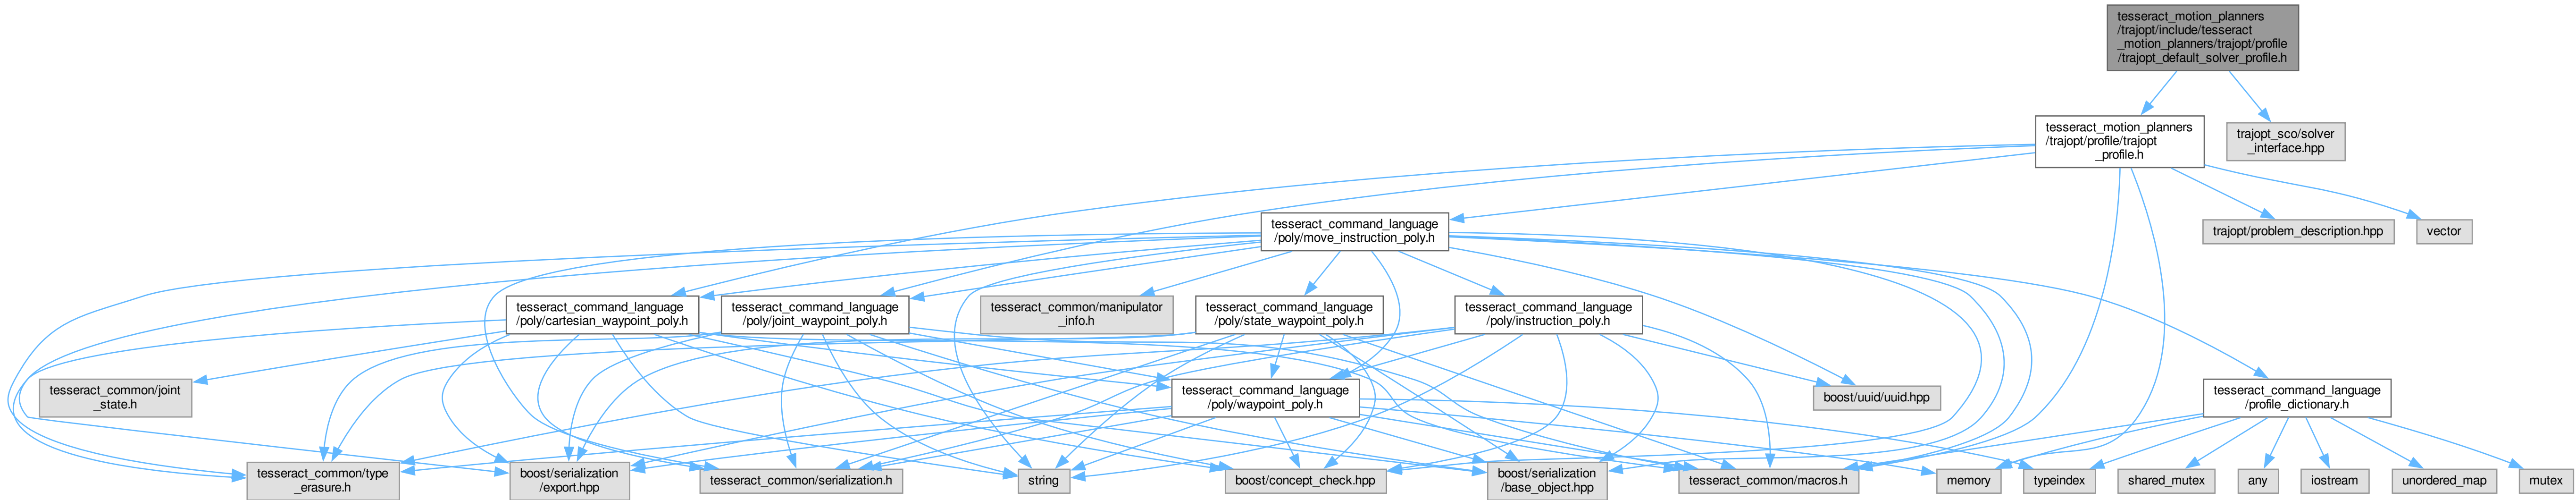 tesseract_motion_planners
/trajopt/include/tesseract
_motion_planners/trajopt/profile
/trajopt_default_solver_profile.h
tesseract_motion_planners
/trajopt/profile/trajopt
_profile.h
trajopt_sco/solver
_interface.hpp
tesseract_command_language
/poly/move_instruction_poly.h
trajopt/problem_description.hpp
vector
tesseract_command_language
/poly/cartesian_waypoint_poly.h
tesseract_command_language
/poly/joint_waypoint_poly.h
tesseract_common/manipulator
_info.h
tesseract_command_language
/poly/state_waypoint_poly.h
tesseract_command_language
/poly/instruction_poly.h
tesseract_common/joint
_state.h
tesseract_command_language
/poly/waypoint_poly.h
boost/uuid/uuid.hpp
tesseract_command_language
/profile_dictionary.h
tesseract_common/type
_erasure.h
boost/serialization
/export.hpp
tesseract_common/serialization.h
string
boost/concept_check.hpp
boost/serialization
/base_object.hpp
tesseract_common/macros.h
memory
typeindex
shared_mutex
any
iostream
unordered_map
mutex